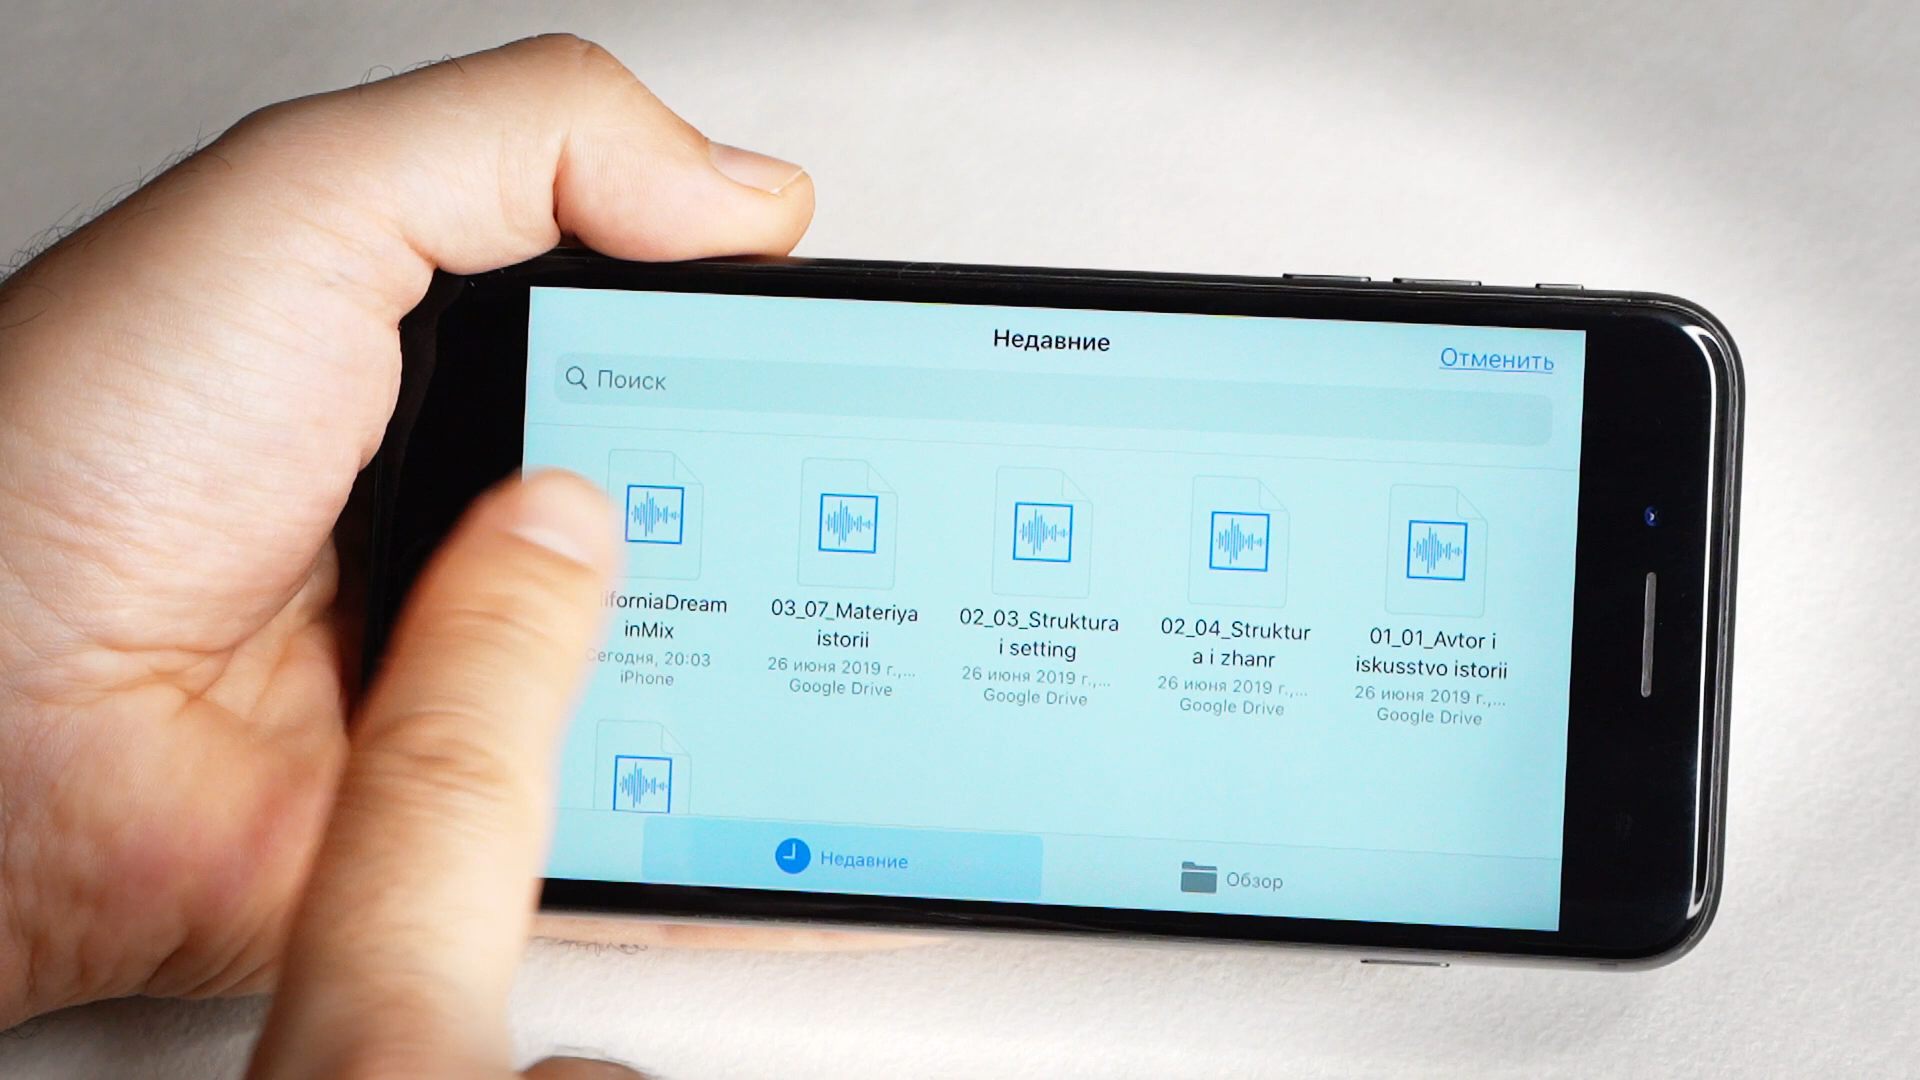 Недавние
Отменить
Поиск
liforniaDream
inMix
Сегодня, 20:03
iPhone
03_07_Materiya
istorii
26 июня 2019 г.,...
Google Drive
02_03_Struktura
i setting
26 июня 2019 г.,...
Google Drive
02_04_Struktur
a i zhanr
26 июня 2019 г.,...
Google Drive
01_01_Avtor i
iskusstvo istorii
26 июня 2019 г.,...
Google Drive
Недавние
Обзор